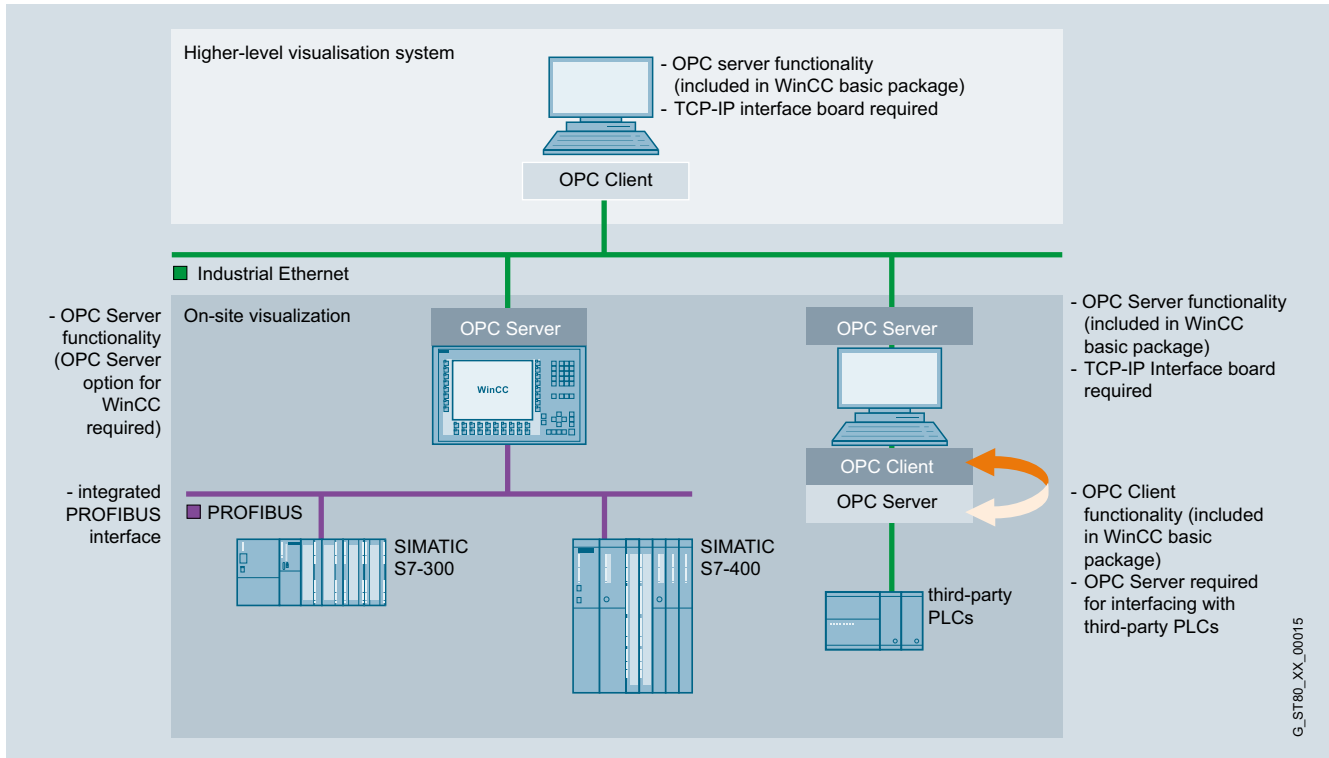 Higher-level visualisation system
- OPC server functionality
(included in WinCC basic package)
- TCP-IP interface board required
OPC Client
Industrial Ethernet
- OPC Server
functionality
(OPC Server
option for
WinCC
required)
On-site visualization
OPC Server
WinCC
OPC Server
- OPC Server functionality
(included in WinCC
basic package)
- TCP-IP Interface board
required
OPC Client
OPC Server
- integrated
PROFIBUS
interface
PROFIBUS
SIMATIC
S7-300
SIMATIC
S7-400
third-party
PLCs
- OPC Client
functionality (included
in WinCC basic
package)
- OPC Server required
for interfacing with
third-party PLCs
G_ST80_XX_00015